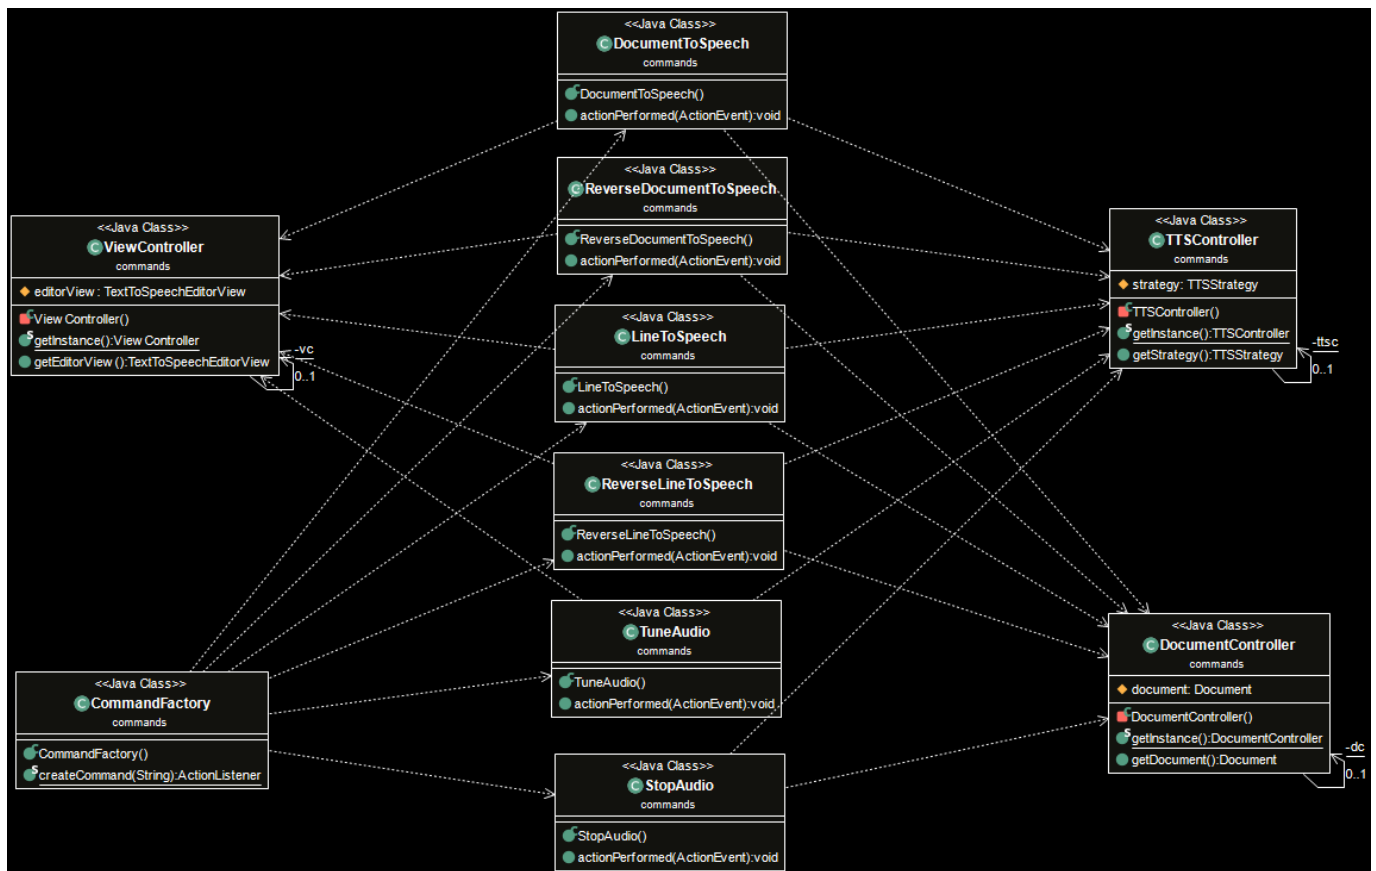 <<Java Class>>
DocumentToSpeech
commands
DocumentToSpeech()
actionPerformed(ActionEvent):void
<<Java Class>>
ReverseDocumentToSpeech
commands
ReverseDocumentToSpeech()
actionPerformed(ActionEvent):void
<<Java Class>>
ViewController
commands
editorView : TextToSpeechEditorView
View Controller()
getInstance():View Controller
getEditorView ():TextToSpeechEditorView
-vc
0..1
<<Java Class>>
TTSController
commands
strategy: TTSStrategy
TTSController()
getInstance():TTSController
getStrategy():TTSStrategy
-ttsc
0..1
<<Java Class>>
LineToSpeech
commands
LineToSpeech()
actionPerformed(ActionEvent):void
<<Java Class>>
ReverseLineToSpeech
commands
ReverseLineToSpeech()
actionPerformed(ActionEvent):void
<<Java Class>>
TuneAudio
commands
TuneAudio()
actionPerformed(ActionEvent):void
<<Java Class>>
DocumentController
commands
document: Document
DocumentController()
getInstance():DocumentController
getDocument():Document
-dc
0..1
<<Java Class>>
CommandFactory
commands
CommandFactory()
createCommand(String):ActionListener
<<Java Class>>
StopAudio
commands
StopAudio()
actionPerformed(ActionEvent):void